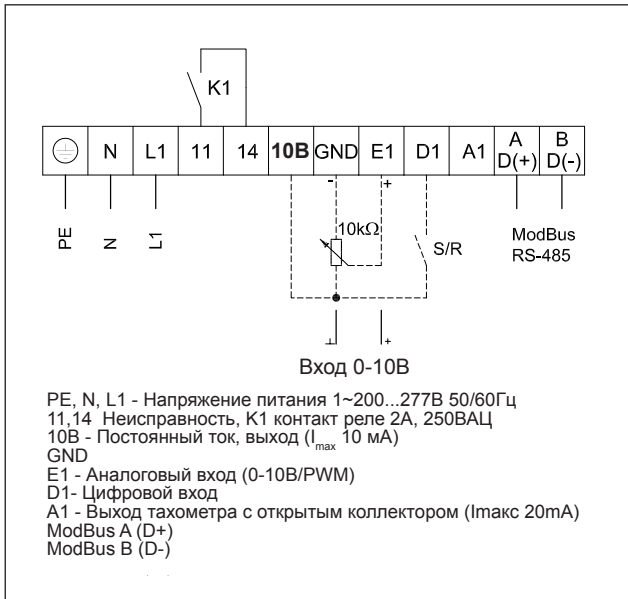 K1
N L1 11 14 10В GND E1 D1 A1 A D(+) B D(-)
- +
PE N L1
10kΩ
S/R
ModBus
RS-485
⊥ +
Вход 0-10В
PE, N, L1 - Напряжение питания 1~200...277В 50/60Гц
11,14 Неисправность, K1 контакт реле 2А, 250ВАЦ
10В - Постоянный ток, выход (Imax 10 мА)
GND
E1 - Аналоговый вход (0-10В/PWM)
D1- Цифровой вход
A1 - Выход тахометра с открытым коллектором (Iмакс 20mA)
ModBus A (D+)
ModBus B (D-)